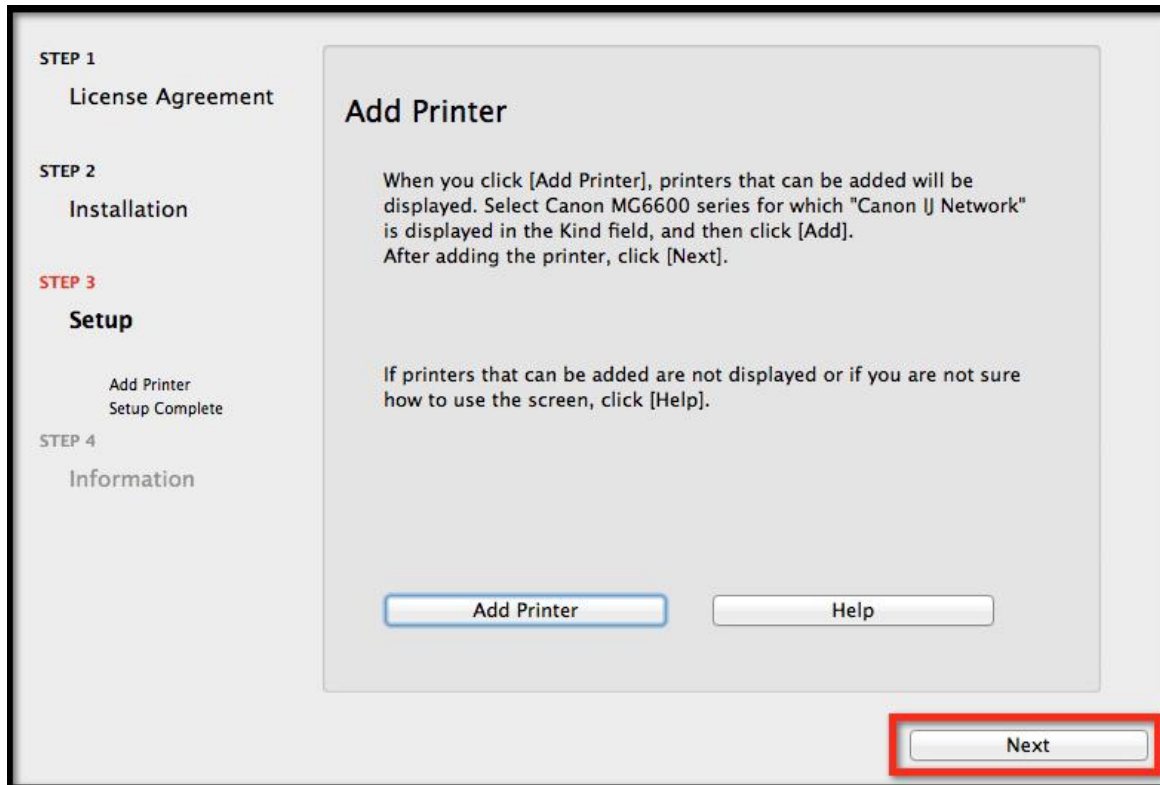 STEP 1
License Agreement
STEP 2
Installation
STEP 3
Setup
Add Printer
Setup Complete
STEP 4
Information
Add Printer
When you click [Add Printer], printers that can be added will be
displayed. Select Canon MG6600 series for which "Canon IJ Network"
is displayed in the Kind field, and then click [Add].
After adding the printer, click [Next].
If printers that can be added are not displayed or if you are not sure
how to use the screen, click [Help].
Add Printer
Help
Next